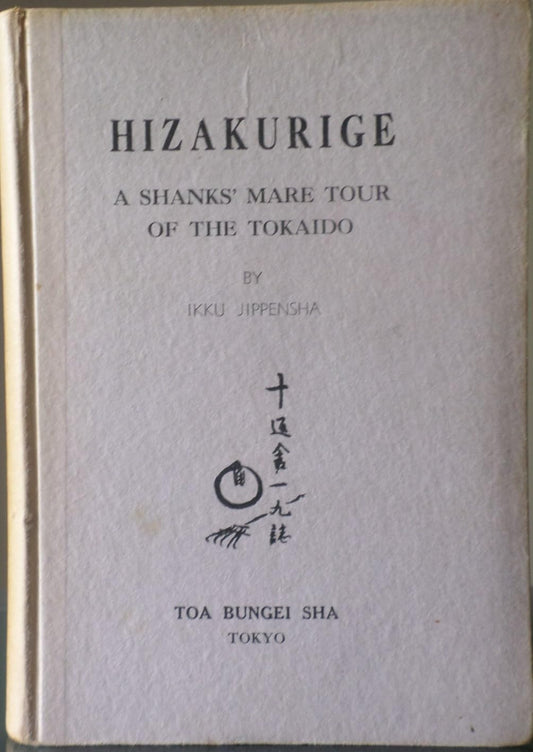 HIZAKURIGE
A SHANKS' MARE TOUR
OF THE TOKAIDO
BY
IKKU JIPPENSHA
十返舎一九誌
TOA BUNGEI SHA
TOKYO